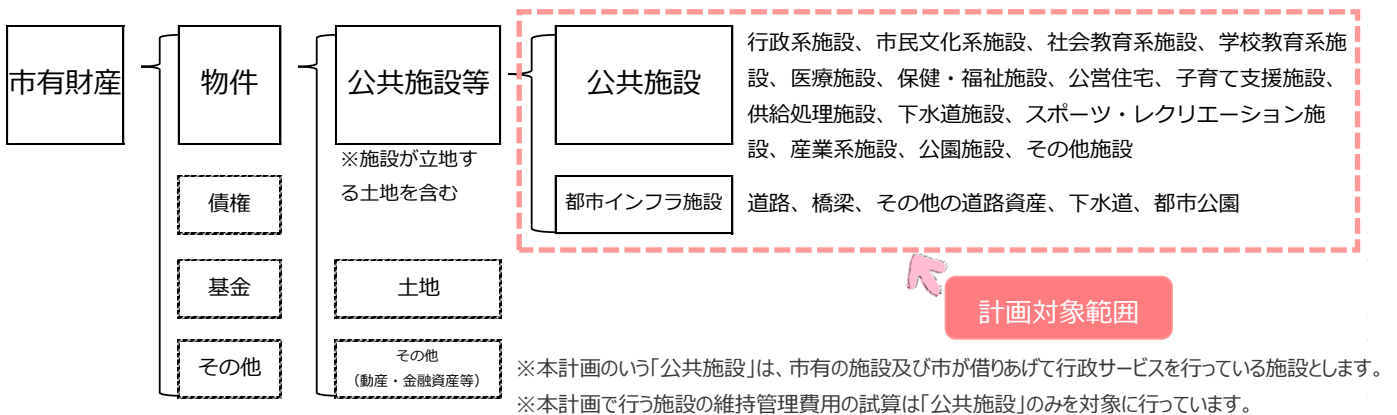 市有財産
物件
債権
基金
その他
公共施設等
※施設が立地す
る土地を含む
土地
その他
（動産・金融資産等）
公共施設
行政系施設、市民文化系施設、社会教育系施設、学校教育系施
設、医療施設、保健・福祉施設、公営住宅、子育て支援施設、
供給処理施設、下水道施設、スポーツ・レクリエーション施
設、産業系施設、公園施設、その他施設
都市インフラ施設
道路、橋梁、その他の道路資産、下水道、都市公園
計画対象範囲
※本計画のいう「公共施設」は、市有の施設及び市が借りあげて行政サービスを行っている施設とします。
※本計画で行う施設の維持管理費用の試算は「公共施設」のみを対象に行っています。